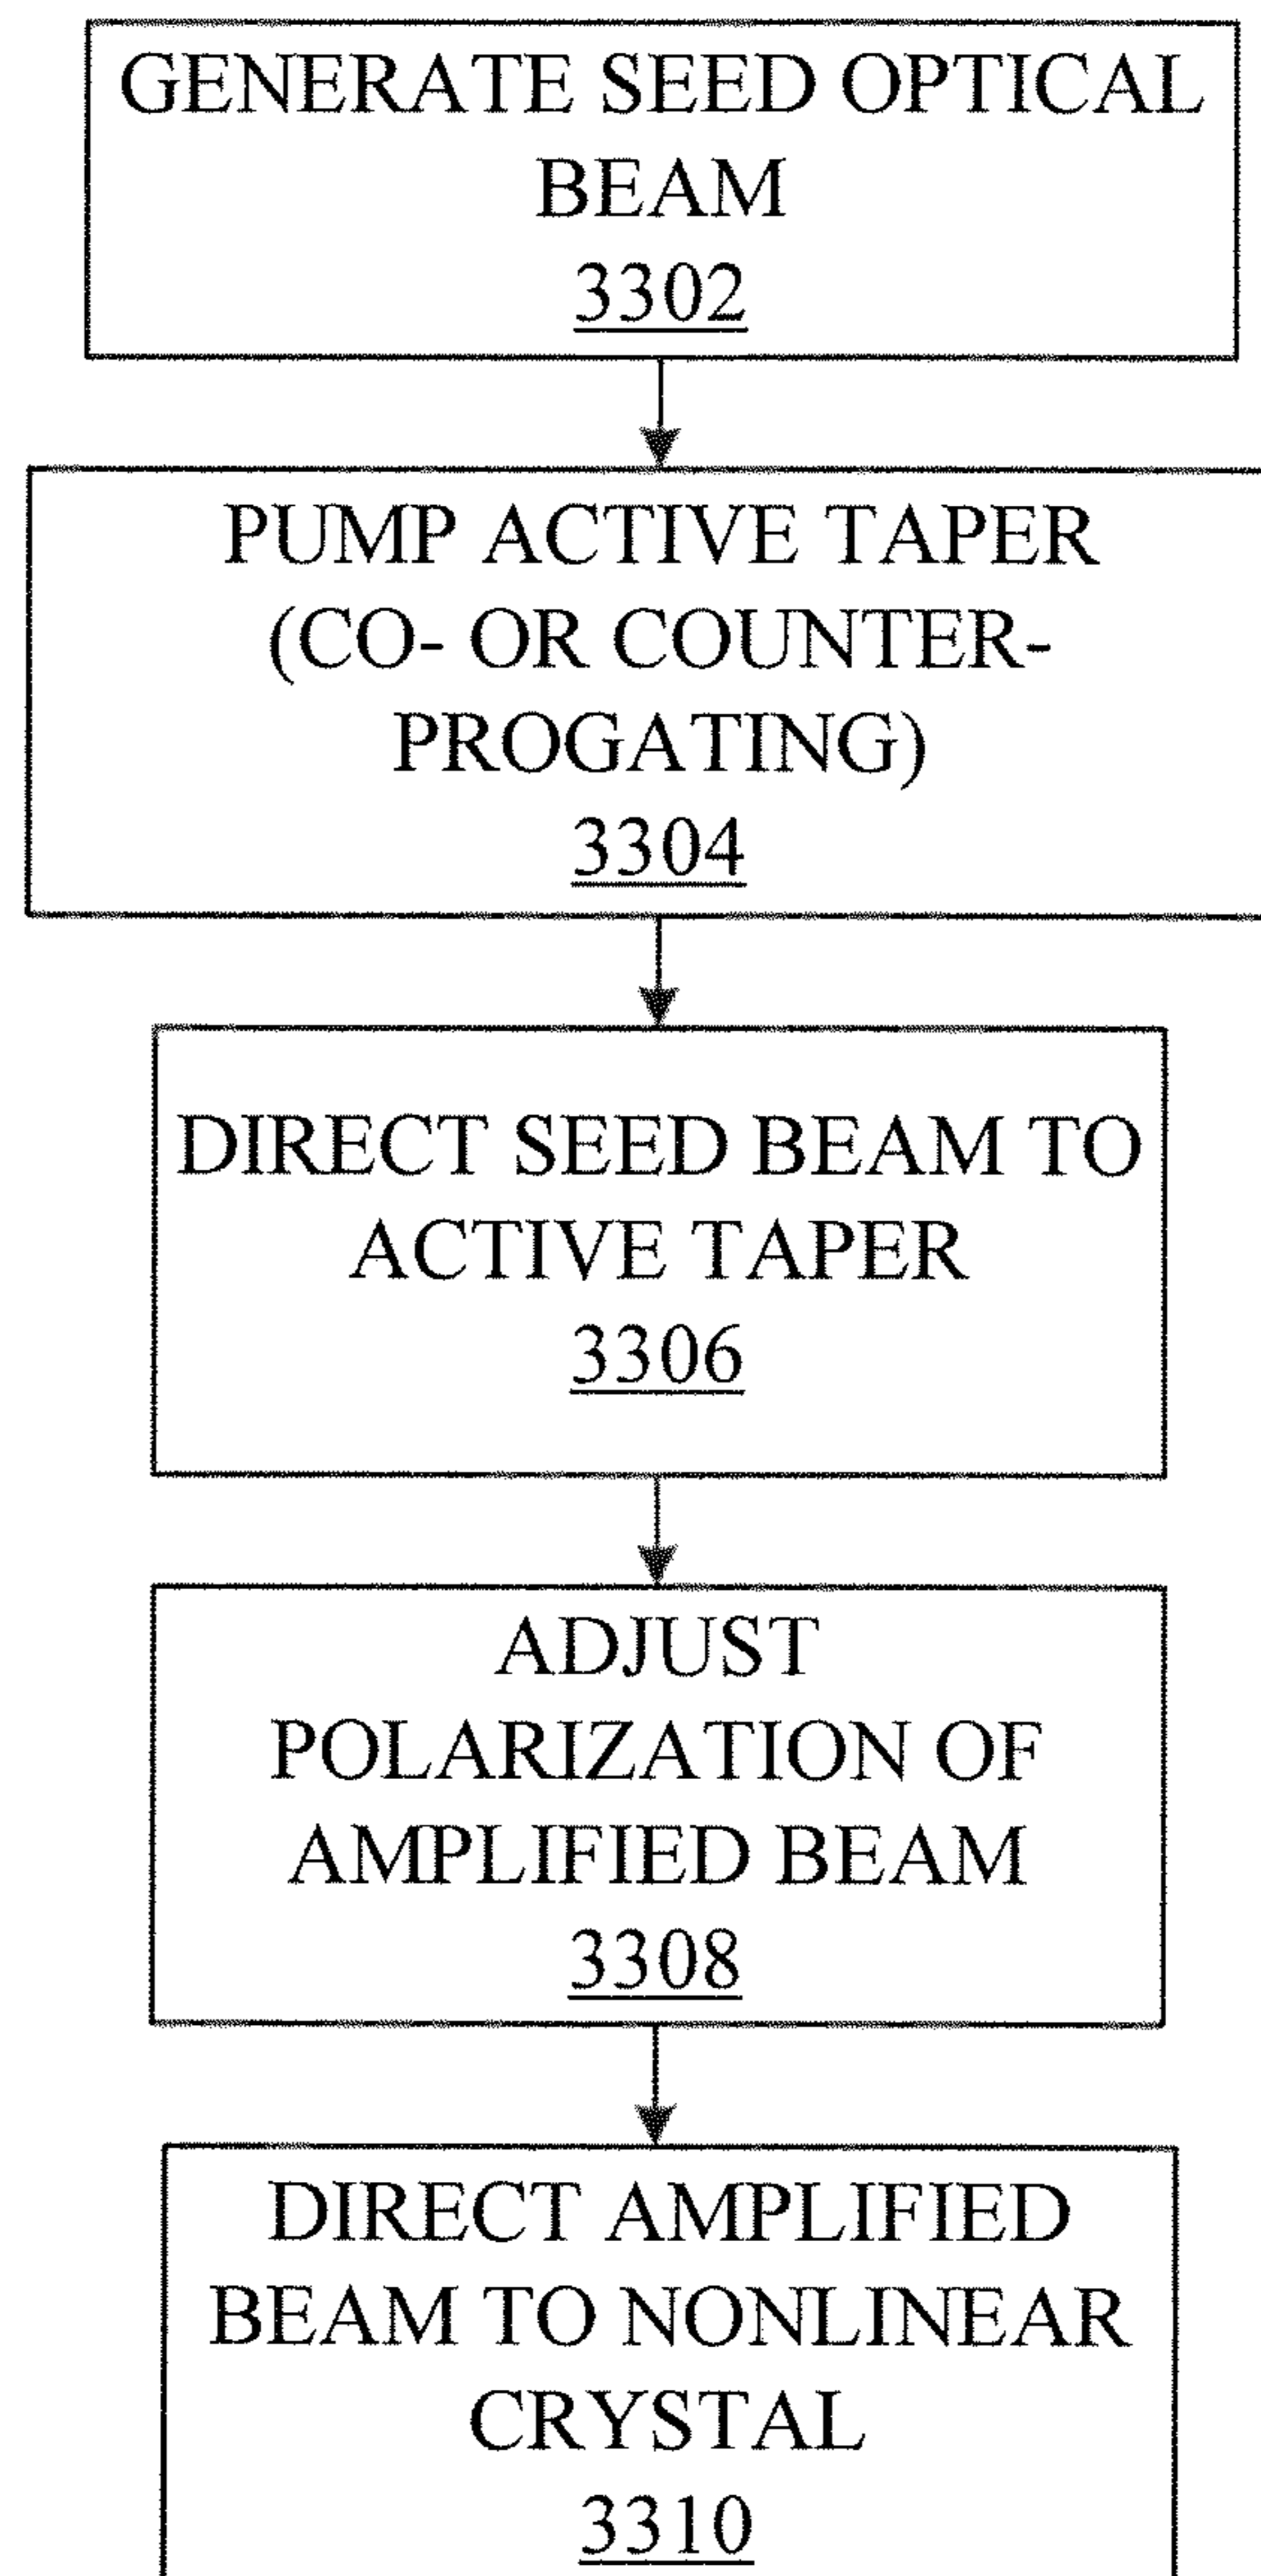 GENERATE SEED OPTICAL
BEAM
3302
PUMP ACTIVE TAPER
(CO- OR COUNTER-
PROGATING)
3304
DIRECT SEED BEAM TO
ACTIVE TAPER
3306
ADJUST
POLARIZATION OF
AMPLIFIED BEAM
3308
DIRECT AMPLIFIED
BEAM TO NONLINEAR
CRYSTAL
3310